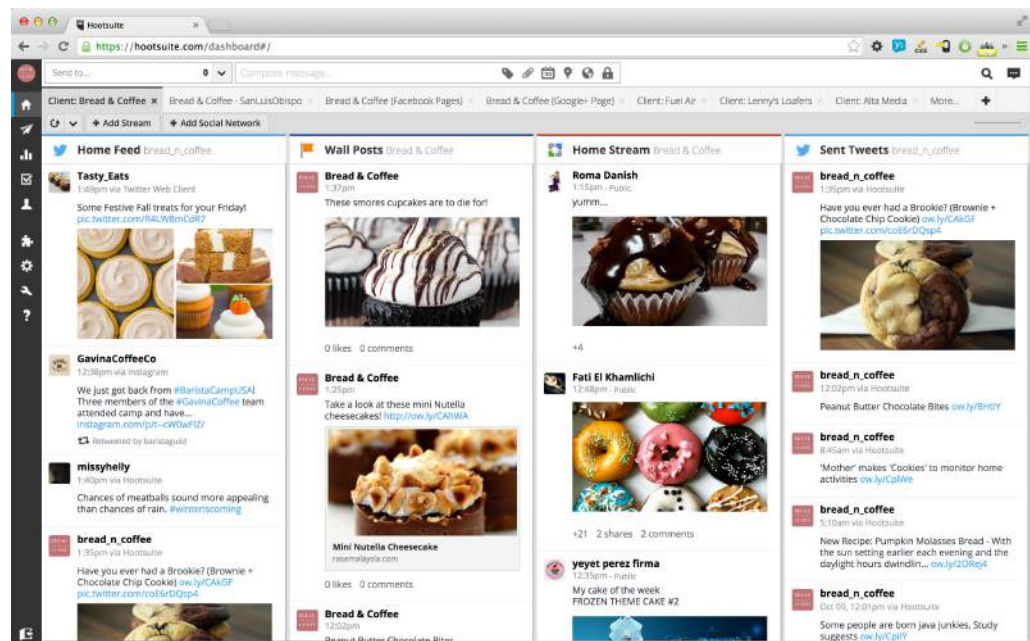 Hootsuite
https://hootsuite.com/dashboard#/
Send to...
0
Compose message...
Client: Bread & Coffee
Bread & Coffee - SanLuisObispo
Bread & Coffee (Facebook Pages)
Bread & Coffee (Google+ Page)
Client: Fuel Air
Client: Lenny's Loafers
Client: Alta Media
More...
Add Stream
Add Social Network
Home Feed bread_n_coffee
Tasty_Eats
1:49pm via Twitter Web Client
Some Festive Fall treats for your Friday!
pic.twitter.com/R4LWBmCdR7
GavinaCoffeeCo
12:38pm via Instagram
We just got back from #BaristaCampUSA!
Three members of the #GavinaCoffee team
attended camp and have...
instagram.com/p/t-cW0wFlZ/
Retweeted by baristaguild
missyhelly
1:40pm via Hootsuite
Chances of meatballs sound more appealing
than chances of rain. #winteriscoming
bread_n_coffee
1:35pm via Hootsuite
Have you ever had a Brookie? (Brownie +
Chocolate Chip Cookie) ow.ly/CAkGF
pic.twitter.com/coE6rDQsp4
Wall Posts Bread & Coffee
Bread & Coffee
1:37pm
These smores cupcakes are to die for!
0 likes 0 comments
Bread & Coffee
1:25pm
Take a look at these mini Nutella
cheesecakes! http://ow.ly/CAhWA
Mini Nutella Cheesecake
rasamalaysia.com
0 likes 0 comments
Bread & Coffee
12:02pm
Peanut Butter Chocolate Bites
Home Stream Bread & Coffee
Roma Danish
1:15pm - Public
yumm...
+4
Fati El Khamlichi
12:48pm - Public
+21 2 shares 2 comments
yeyet perez firma
12:35pm - Public
My cake of the week
FROZEN THEME CAKE #2
Sent Tweets bread_n_coffee
bread_n_coffee
1:35pm via Hootsuite
Have you ever had a Brookie? (Brownie +
Chocolate Chip Cookie) ow.ly/CAkGF
pic.twitter.com/coE6rDQsp4
bread_n_coffee
12:02pm via Hootsuite
Peanut Butter Chocolate Bites ow.ly/BHtlY
bread_n_coffee
8:45am via Hootsuite
'Mother' makes 'Cookies' to monitor home
activities ow.ly/CplWe
bread_n_coffee
5:10am via Hootsuite
New Recipe: Pumpkin Molasses Bread - With
the sun setting earlier each evening and the
daylight hours dwindlin... ow.ly/2ORej4
bread_n_coffee
Oct 09, 12:01pm via Hootsuite
Some people are born java junkies, Study
suggests ow.ly/CpilY